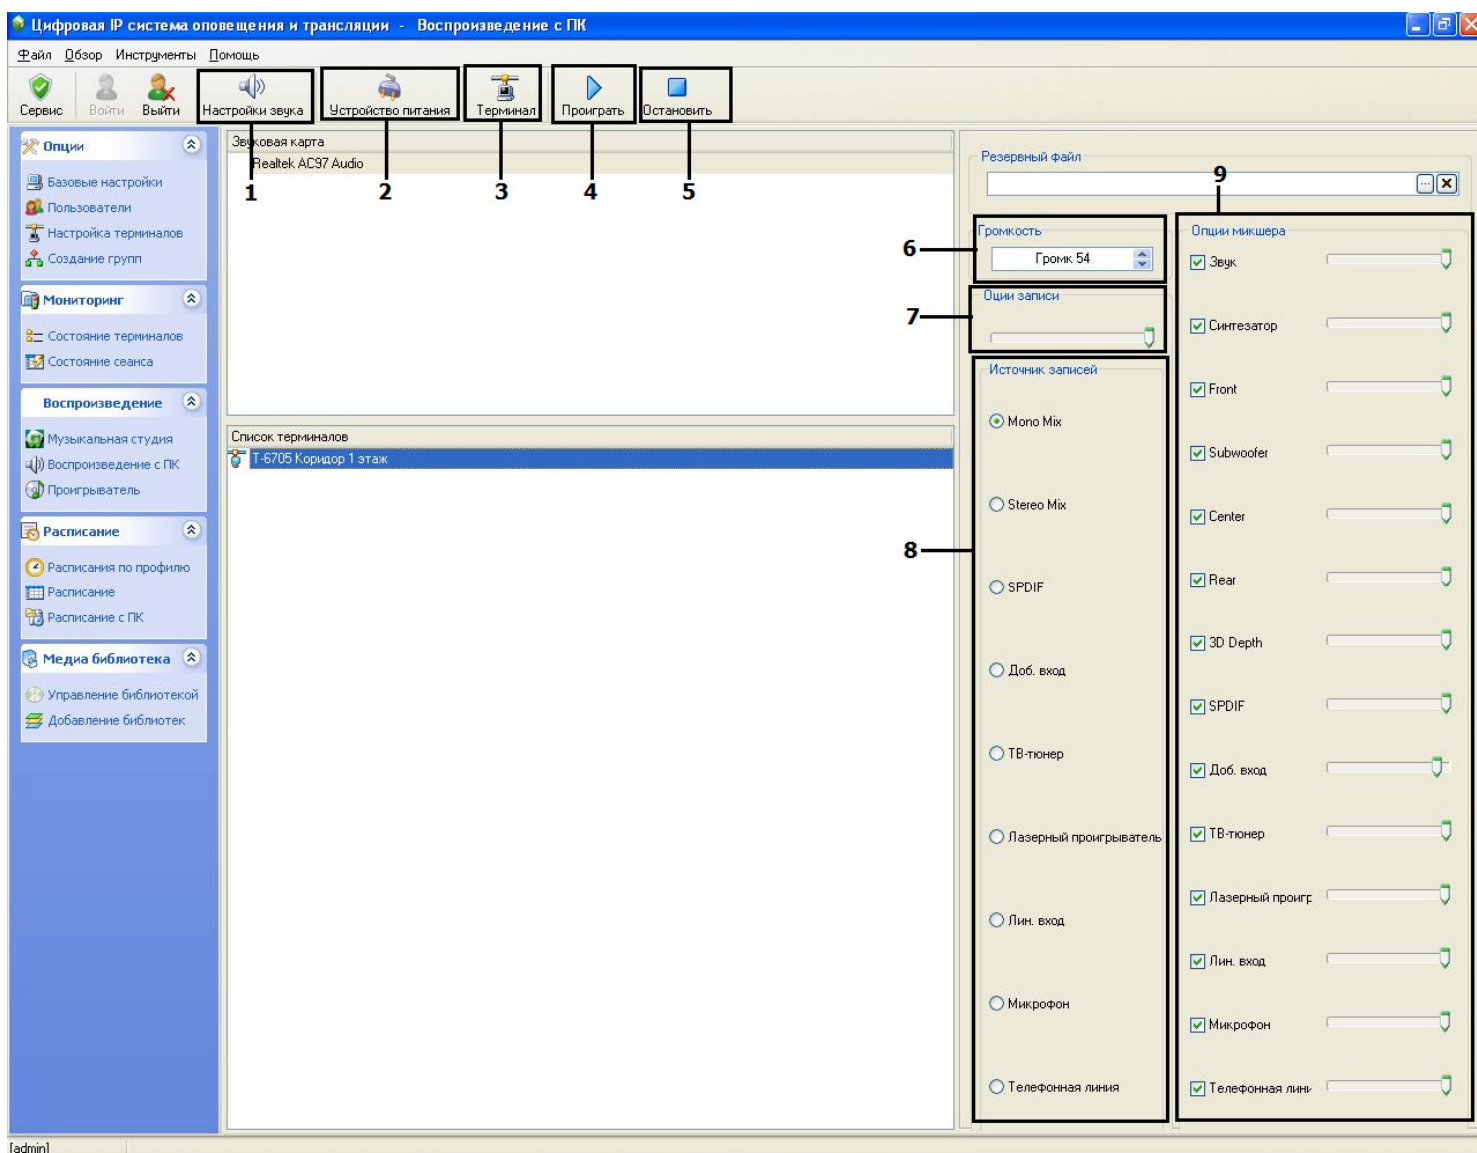 Цифровая IP система оповещения и трансляции - Воспроизведение с ПК
Файл Обзор Инструменты Помощь
Сервис Войти Выйти Настройки звука Устройство питания Терминал Проиграть Остановить
1 2 3 4 5
Опции
Базовые настройки
Пользователи
Настройка терминалов
Создание групп
Мониторинг
Состояние терминалов
Состояние сеанса
Воспроизведение
Музыкальная студия
Воспроизведение с ПК
Проигрыватель
Расписание
Расписания по профилю
Расписание
Расписание с ПК
Медиа библиотека
Управление библиотекой
Добавление библиотек
Звуковая карта
Realtek AC97 Audio
Список терминалов
T-6705 Коридор 1 этаж
Резервный файл
...
6
Громкость
Громк 54
7
Оции записи
8
Источник записей
Mono Mix
Stereo Mix
SPDIF
Доб. вход
ТВ-тюнер
Лазерный проигрыватель
Лин. вход
Микрофон
Телефонная линия
9
Опции микшера
Звук
Синтезатор
Front
Subwoofer
Center
Rear
3D Depth
SPDIF
Доб. вход
ТВ-тюнер
Лазерный проигр
Лин. вход
Микрофон
Телефонная лини
[admin]